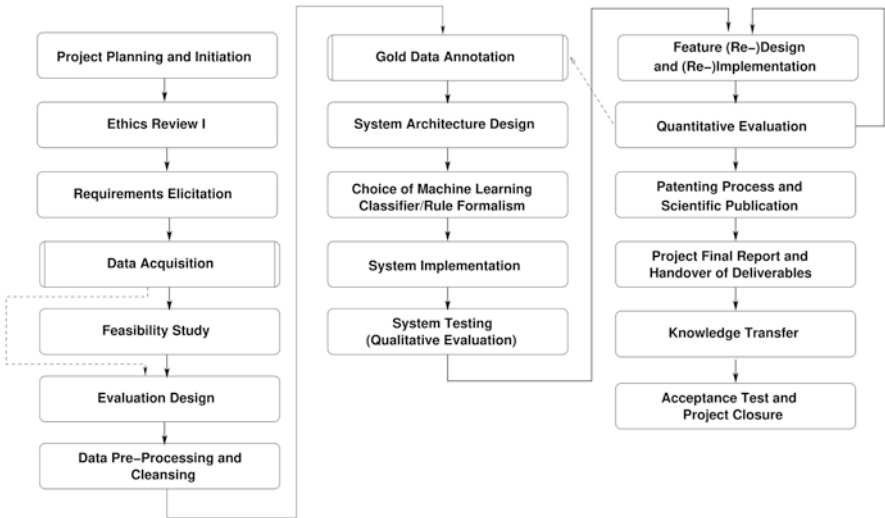 Project Planning and Initiation
Ethics Review I
Requirements Elicitation
Data Acquisition
Feasibility Study
Evaluation Design
Data Pre-Processing and
Cleansing
Gold Data Annotation
System Architecture Design
Choice of Machine Learning
Classifier/Rule Formalism
System Implementation
System Testing
(Qualitative Evaluation)
Feature (Re-)Design
and (Re-)Implementation
Quantitative Evaluation
Patenting Process and
Scientific Publication
Project Final Report and
Handover of Deliverables
Knowledge Transfer
Acceptance Test and
Project Closure